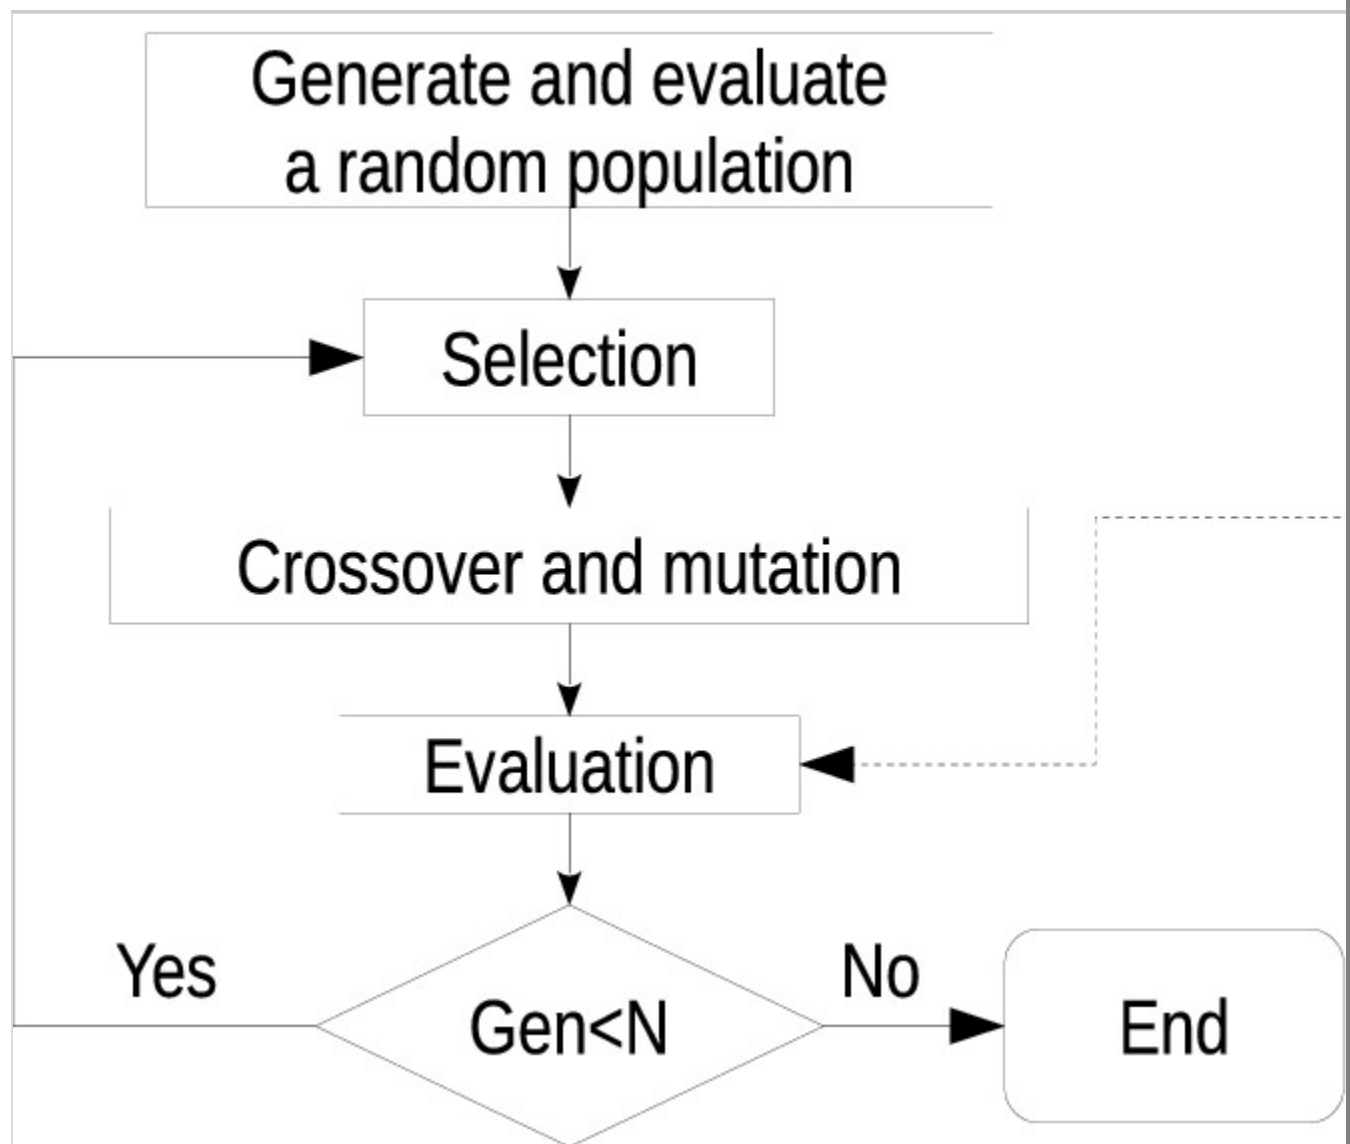 Generate and evaluate
a random population
Selection
Crossover and mutation
Evaluation
Yes
No
Gen<N
End